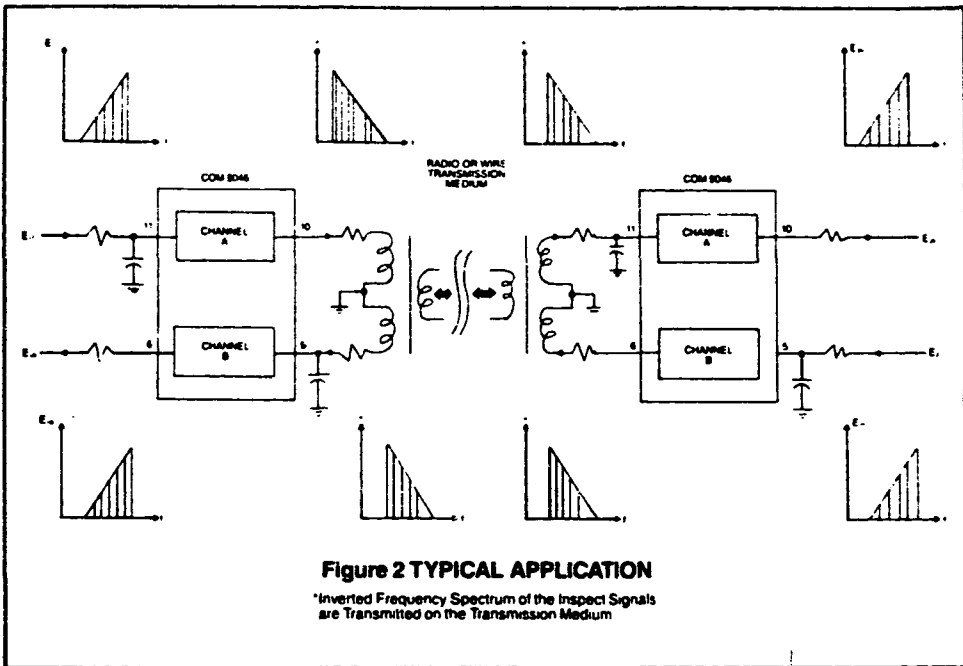 E
RADIO OR WIRE
TRANSMISSION
MEDIUM
COM 9046
COM 9046
11
CHANNEL
A
10
11
CHANNEL
A
10
6
CHANNEL
B
5
6
CHANNEL
B
5
f
f
Figure 2 TYPICAL APPLICATION
*Inverted Frequency Spectrum of the Inspect Signals
are Transmitted on the Transmission Medium